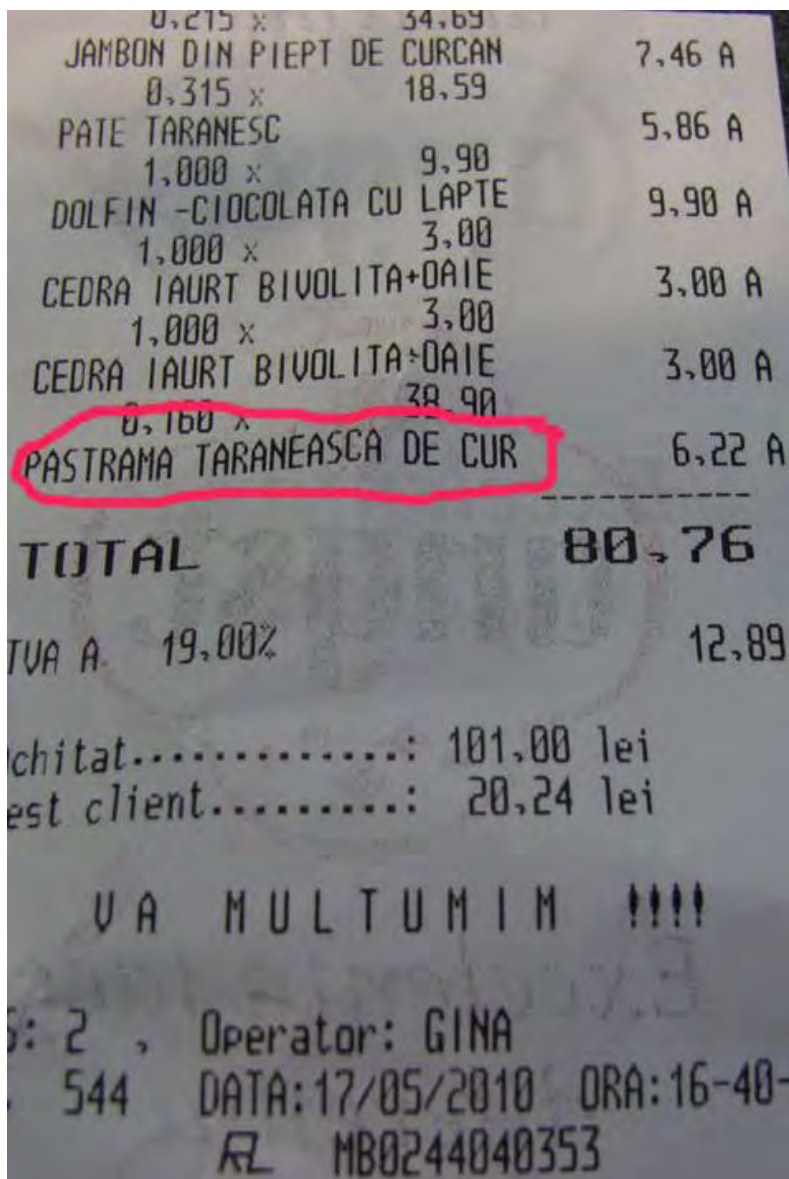 0,215 x 34,69
JAMBON DIN PIEPT DE CURCAN 7,46 A
0,315 x 18,59
PATE TARANESC 5,86 A
1,000 x 9,90
DOLFIN -CIOCOLATA CU LAPTE 9,90 A
1,000 x 3,00
CEDRA IAURT BIVOLITA+OAIE 3,00 A
1,000 x 3,00
CEDRA IAURT BIVOLITA+OAIE 3,00 A
0,160 x 38,90
PASTRAMA TARANEASCA DE CUR 6,22 A
TOTAL 80,76
TVA A 19,00% 12,89
chitat..............: 101,00 lei
est client..........: 20,24 lei
VA MULTUMIM !!!!
: 2 , Operator: GINA
544 DATA:17/05/2010 ORA:16-40-
MB0244040353